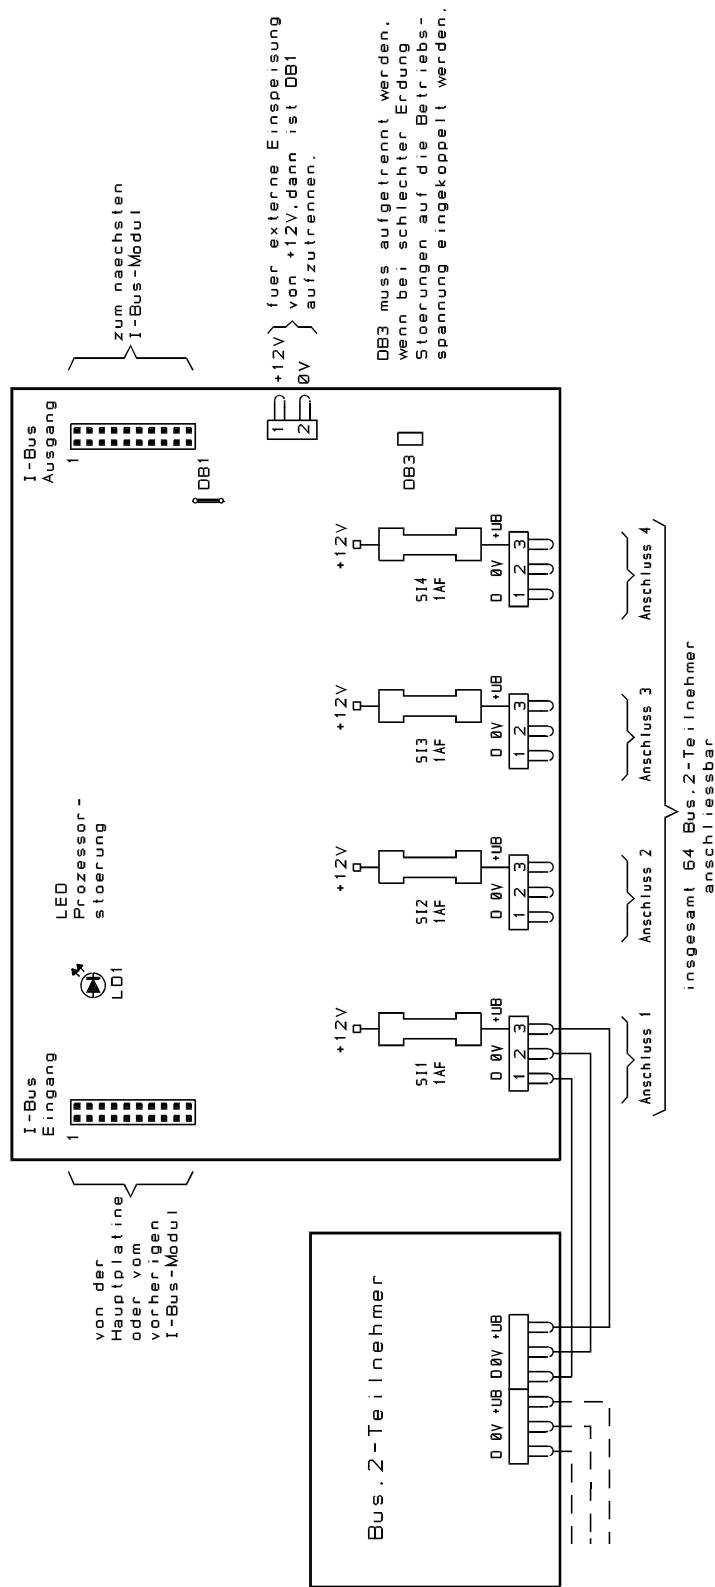 von der
Hauptplatine
oder vom
vorherigen
I-Bus-Modul
I-Bus
Eingang
1
LED
Prozessor-
stoerung
LD1
I-Bus
Ausgang
1
DB1
zum naechsten
I-Bus-Modul
1
2
+12V
0V
fuer externe Einspeisung
von +12V,dann ist DB1
aufzutrennen.
DB3
DB3 muss aufgetrennt werden,
wenn bei schlechter Erdung
Stoerungen auf die Betriebs-
spannung eingekoppelt werden.
+12V
SI1
1AF
D 0V +UB
1 2 3
+12V
SI2
1AF
D 0V +UB
1 2 3
+12V
SI3
1AF
D 0V +UB
1 2 3
+12V
SI4
1AF
D 0V +UB
1 2 3
Anschluss 1
Anschluss 2
Anschluss 3
Anschluss 4
insgesamt 64 Bus.2-Teilnehmer
anschliessbar
Bus.2-Teilnehmer
D 0V +UB D 0V +UB